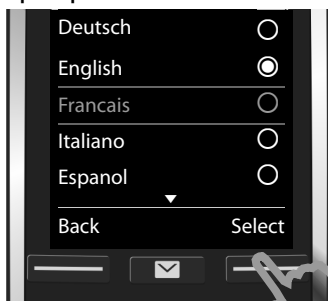 Deutsch
English
Francais
Italiano
Espanol
Back Select